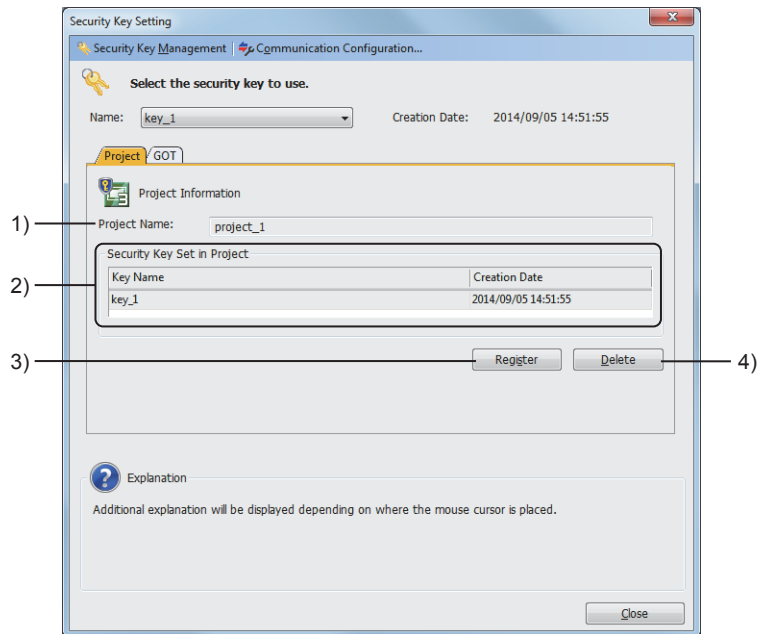 Security Key Setting
Security Key Management Communication Configuration...
Select the security key to use.
Name: key_1 Creation Date: 2014/09/05 14:51:55
Project GOT
Project Information
1) Project Name: project_1
Security Key Set in Project
2) Key Name Creation Date
key_1 2014/09/05 14:51:55
3) Register Delete 4)
Explanation
Additional explanation will be displayed depending on where the mouse cursor is placed.
Close